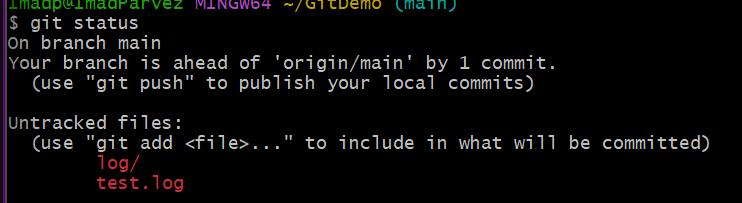 Imadp@ImadParvez MINGW64 ~/GitDemo (main)
$ git status
On branch main
Your branch is ahead of 'origin/main' by 1 commit.
  (use "git push" to publish your local commits)

Untracked files:
  (use "git add <file>..." to include in what will be committed)
        log/
        test.log